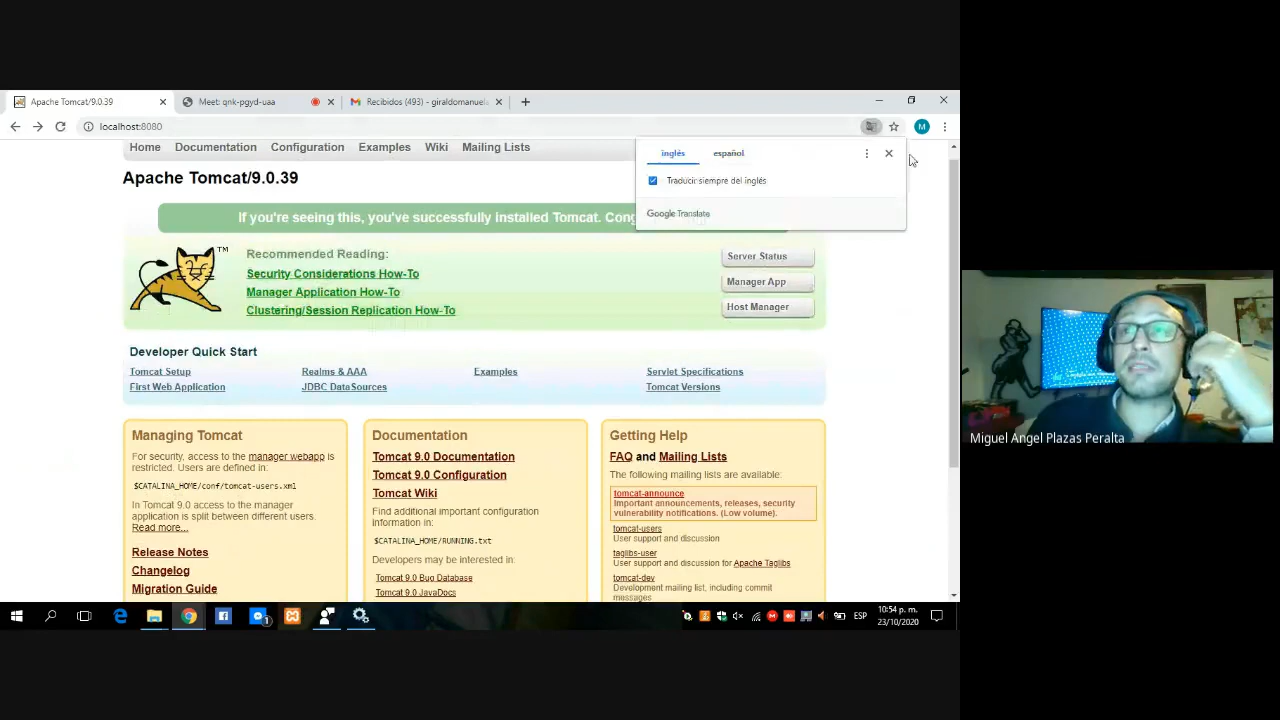 Apache Tomcat/9.0.39
Meet: qnk-pgyd-uaa
Recibidos (493) - giraldomanuela
localhost:8080
M
Home Documentation Configuration Examples Wiki Mailing Lists
inglés español
Traducir siempre del inglés
Google Translate
Apache Tomcat/9.0.39
If you're seeing this, you've successfully installed Tomcat. Cong
TM
Recommended Reading:
Security Considerations How-To
Manager Application How-To
Clustering/Session Replication How-To
Server Status
Manager App
Host Manager
Developer Quick Start
Tomcat Setup
First Web Application
Realms & AAA
JDBC DataSources
Examples
Servlet Specifications
Tomcat Versions
Managing Tomcat
For security, access to the manager webapp is
restricted. Users are defined in:
$CATALINA_HOME/conf/tomcat-users.xml
In Tomcat 9.0 access to the manager
application is split between different users.
Read more...
Release Notes
Changelog
Migration Guide
Documentation
Tomcat 9.0 Documentation
Tomcat 9.0 Configuration
Tomcat Wiki
Find additional important configuration
information in:
$CATALINA_HOME/RUNNING.txt
Developers may be interested in:
Tomcat 9.0 Bug Database
Tomcat 9.0 JavaDocs
Getting Help
FAQ and Mailing Lists
The following mailing lists are available:
tomcat-announce
Important announcements, releases, security
vulnerability notifications. (Low volume).
tomcat-users
User support and discussion
taglibs-user
User support and discussion for Apache Taglibs
tomcat-dev
Development mailing list, including commit
messages
Miguel Angel Plazas Peralta
ESP
10:54 p. m.
23/10/2020